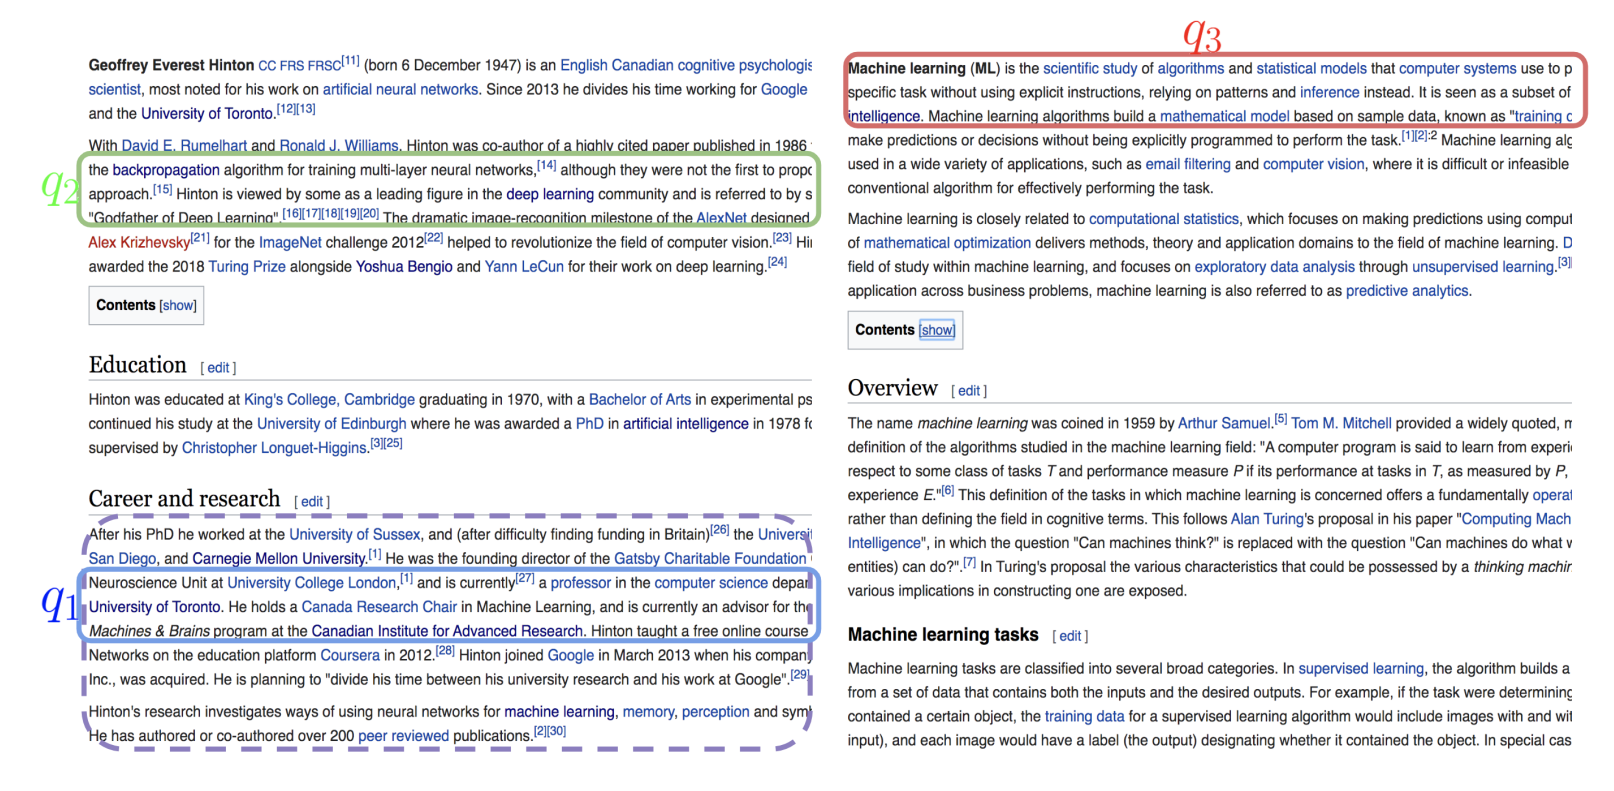 q2
q1
Geoffrey Everest Hinton CC FRS FRSC[11] (born 6 December 1947) is an English Canadian cognitive psychologis
scientist, most noted for his work on artificial neural networks. Since 2013 he divides his time working for Google
and the University of Toronto.[12][13]
With David E. Rumelhart and Ronald J. Williams, Hinton was co-author of a highly cited paper published in 1986
the backpropagation algorithm for training multi-layer neural networks,[14] although they were not the first to propo
approach.[15] Hinton is viewed by some as a leading figure in the deep learning community and is referred to by s
"Godfather of Deep Learning".[16][17][18][19][20] The dramatic image-recognition milestone of the AlexNet designed
Alex Krizhevsky[21] for the ImageNet challenge 2012[22] helped to revolutionize the field of computer vision.[23] Hi
awarded the 2018 Turing Prize alongside Yoshua Bengio and Yann LeCun for their work on deep learning.[24]
Contents [show]
Education [ edit ]
Hinton was educated at King's College, Cambridge graduating in 1970, with a Bachelor of Arts in experimental ps
continued his study at the University of Edinburgh where he was awarded a PhD in artificial intelligence in 1978 fo
supervised by Christopher Longuet-Higgins.[3][25]
Career and research [ edit ]
After his PhD he worked at the University of Sussex, and (after difficulty finding funding in Britain)[26] the Universi
San Diego, and Carnegie Mellon University.[1] He was the founding director of the Gatsby Charitable Foundation
Neuroscience Unit at University College London,[1] and is currently[27] a professor in the computer science depar
University of Toronto. He holds a Canada Research Chair in Machine Learning, and is currently an advisor for the
Machines & Brains program at the Canadian Institute for Advanced Research. Hinton taught a free online course
Networks on the education platform Coursera in 2012.[28] Hinton joined Google in March 2013 when his company
Inc., was acquired. He is planning to "divide his time between his university research and his work at Google".[29]
Hinton's research investigates ways of using neural networks for machine learning, memory, perception and sym
He has authored or co-authored over 200 peer reviewed publications.[2][30]
q3
Machine learning (ML) is the scientific study of algorithms and statistical models that computer systems use to p
specific task without using explicit instructions, relying on patterns and inference instead. It is seen as a subset of
intelligence. Machine learning algorithms build a mathematical model based on sample data, known as "training d
make predictions or decisions without being explicitly programmed to perform the task.[1][2]:2 Machine learning alg
used in a wide variety of applications, such as email filtering and computer vision, where it is difficult or infeasible
conventional algorithm for effectively performing the task.
Machine learning is closely related to computational statistics, which focuses on making predictions using comput
of mathematical optimization delivers methods, theory and application domains to the field of machine learning. D
field of study within machine learning, and focuses on exploratory data analysis through unsupervised learning.[3]
application across business problems, machine learning is also referred to as predictive analytics.
Contents [show]
Overview [ edit ]
The name machine learning was coined in 1959 by Arthur Samuel.[5] Tom M. Mitchell provided a widely quoted, m
definition of the algorithms studied in the machine learning field: "A computer program is said to learn from experi
respect to some class of tasks T and performance measure P if its performance at tasks in T, as measured by P,
experience E."[6] This definition of the tasks in which machine learning is concerned offers a fundamentally operat
rather than defining the field in cognitive terms. This follows Alan Turing's proposal in his paper "Computing Mach
Intelligence", in which the question "Can machines think?" is replaced with the question "Can machines do what w
entities) can do?".[7] In Turing's proposal the various characteristics that could be possessed by a thinking machin
various implications in constructing one are exposed.
Machine learning tasks [ edit ]
Machine learning tasks are classified into several broad categories. In supervised learning, the algorithm builds a
from a set of data that contains both the inputs and the desired outputs. For example, if the task were determining
contained a certain object, the training data for a supervised learning algorithm would include images with and wit
input), and each image would have a label (the output) designating whether it contained the object. In special cas